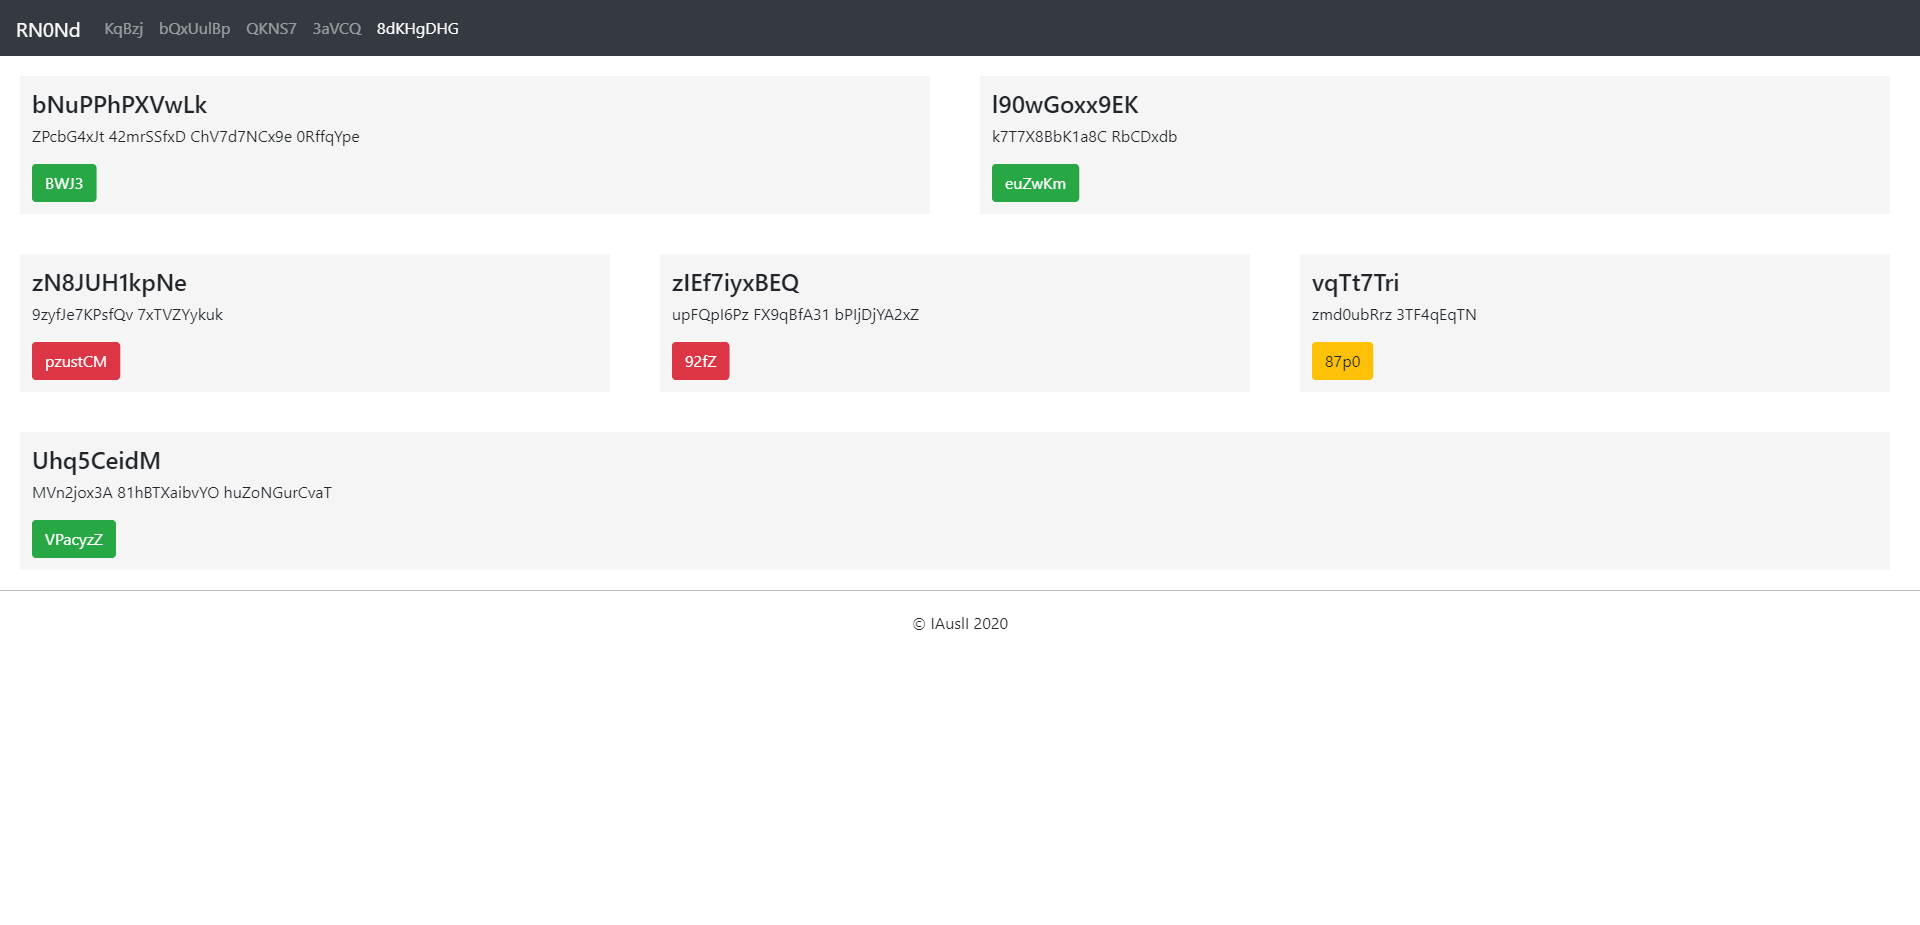 RN0Nd KqBzj bQxUulBp QKNS7 3aVCQ 8dKHgDHG
bNuPPhPXVwLk
ZPcbG4xJt 42mrSSfxD ChV7d7NCx9e 0RffqYpe
BWJ3
l90wGoxx9EK
k7T7X8BbK1a8C RbCDxdb
euZwKm
zN8JUH1kpNe
9zyfJe7KPsfQv 7xTVZYykuk
pzustCM
zIEf7iyxBEQ
upFQpI6Pz FX9qBfA31 bPIjDjYA2xZ
92fZ
vqTt7Tri
zmd0ubRrz 3TF4qEqTN
87p0
Uhq5CeidM
MVn2jox3A 81hBTXaibvYO huZoNGurCvaT
VPacyzZ
© IAuslI 2020